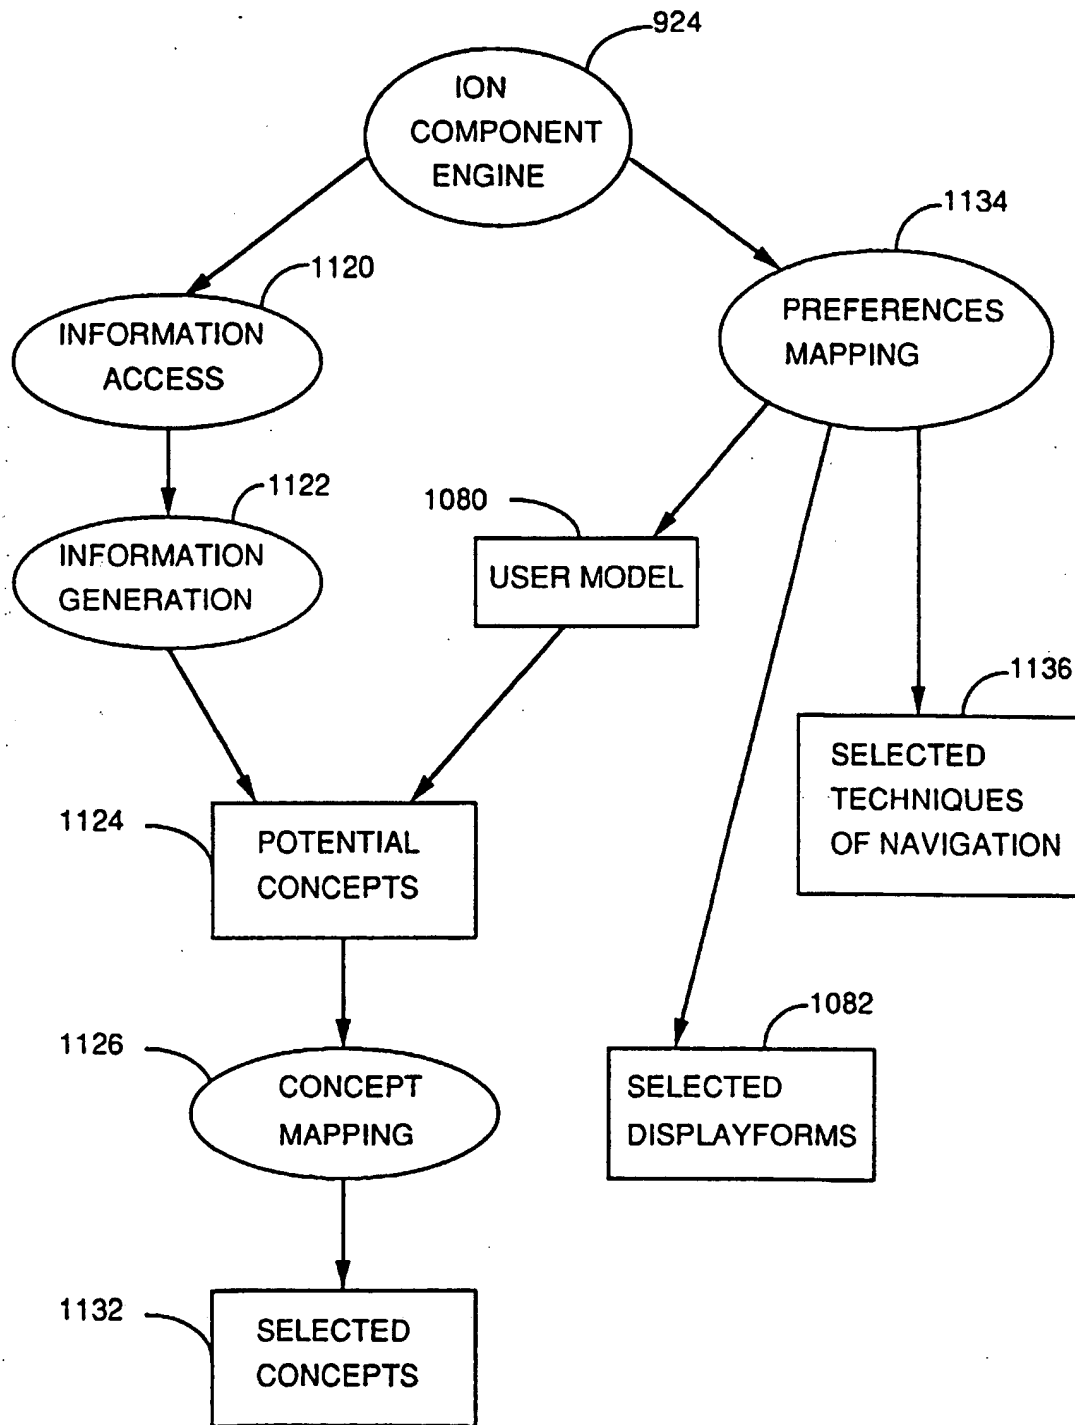 924
ION
COMPONENT
ENGINE
1134
1120
PREFERENCES
MAPPING
INFORMATION
ACCESS
1122
1080
INFORMATION
GENERATION
USER MODEL
1136
SELECTED
TECHNIQUES
OF NAVIGATION
1124
POTENTIAL
CONCEPTS
1082
1126
CONCEPT
MAPPING
SELECTED
DISPLAYFORMS
1132
SELECTED
CONCEPTS